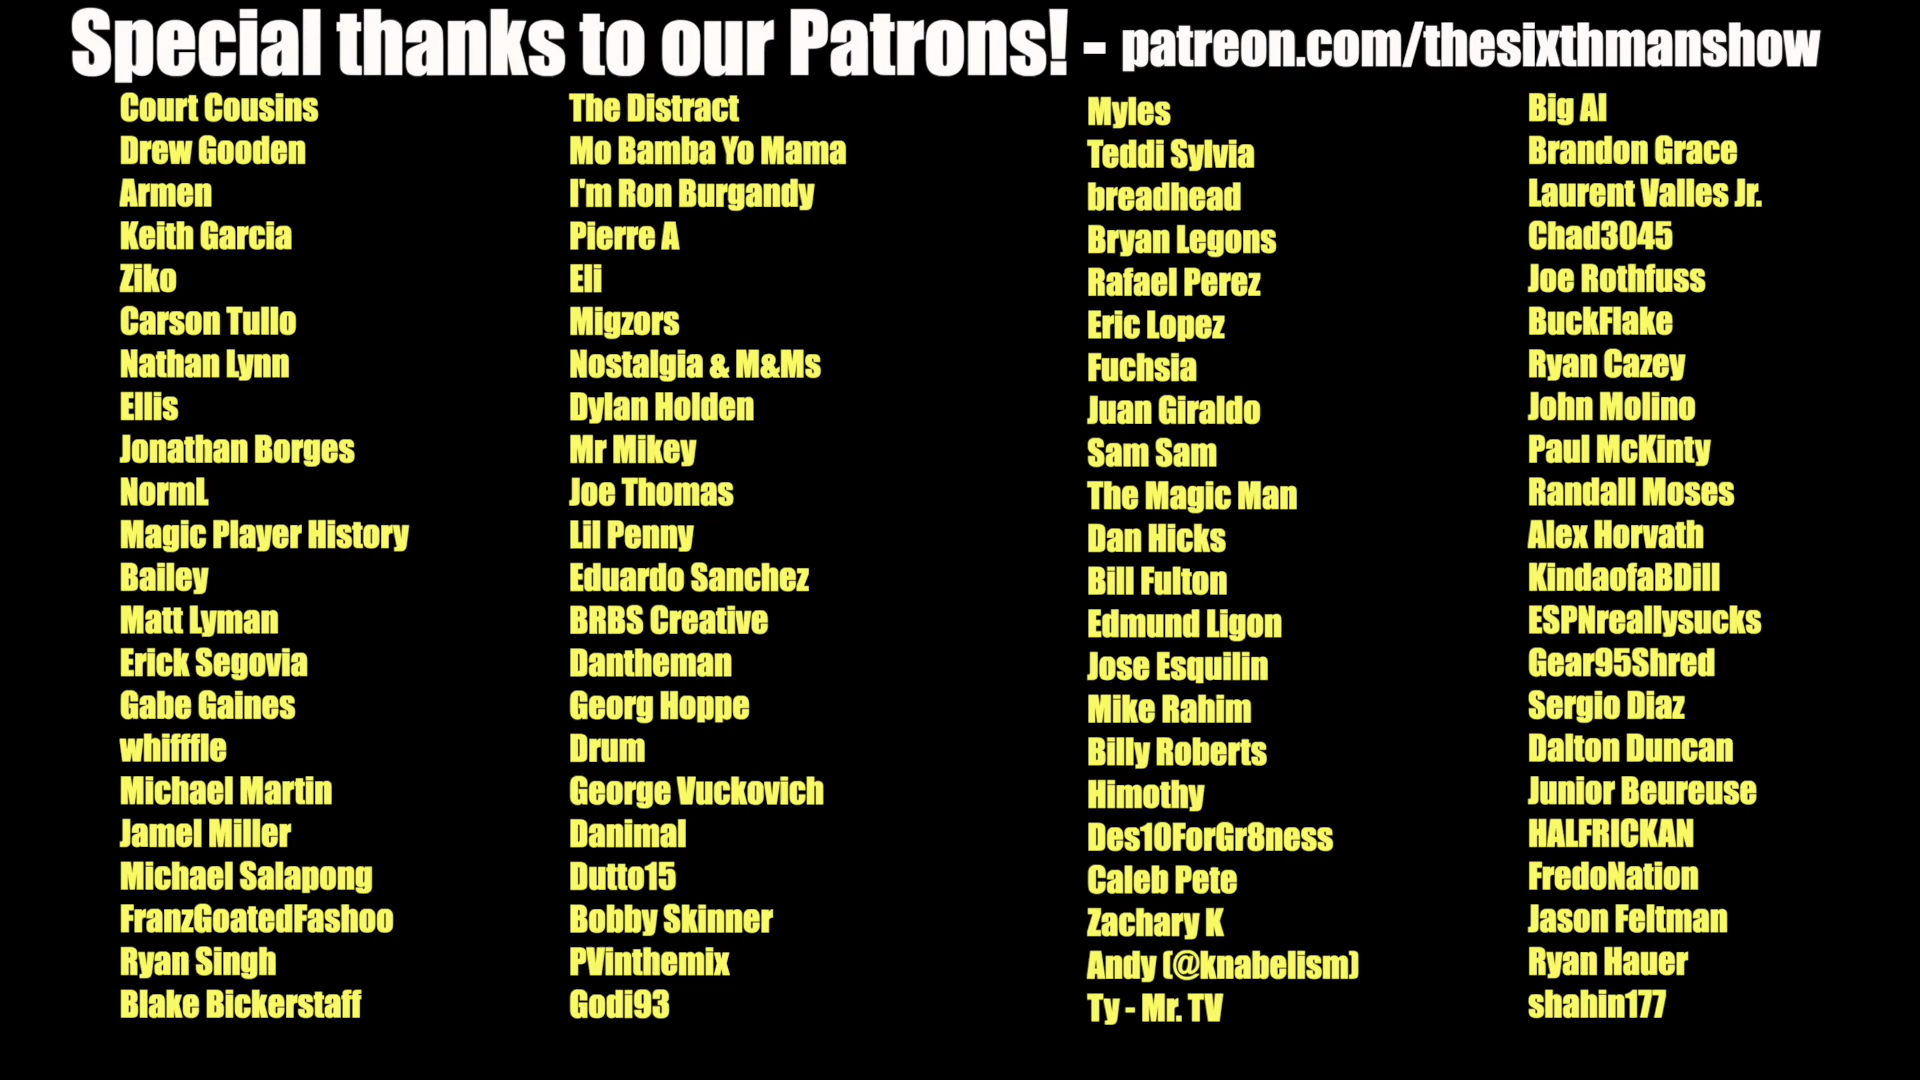 Special thanks to our Patrons! - patreon.com/thesixthmanshow
Court Cousins
Drew Gooden
Armen
Keith Garcia
Ziko
Carson Tullo
Nathan Lynn
Ellis
Jonathan Borges
NormL
Magic Player History
Bailey
Matt Lyman
Erick Segovia
Gabe Gaines
whifffle
Michael Martin
Jamel Miller
Michael Salapong
FranzGoatedFashoo
Ryan Singh
Blake Bickerstaff
The Distract
Mo Bamba Yo Mama
I'm Ron Burgandy
Pierre A
Eli
Migzors
Nostalgia & M&Ms
Dylan Holden
Mr Mikey
Joe Thomas
Lil Penny
Eduardo Sanchez
BRBS Creative
Dantheman
Georg Hoppe
Drum
George Vuckovich
Danimal
Dutto15
Bobby Skinner
PVinthemix
Godi93
Myles
Teddi Sylvia
breadhead
Bryan Legons
Rafael Perez
Eric Lopez
Fuchsia
Juan Giraldo
Sam Sam
The Magic Man
Dan Hicks
Bill Fulton
Edmund Ligon
Jose Esquilin
Mike Rahim
Billy Roberts
Himothy
Des10ForGr8ness
Caleb Pete
Zachary K
Andy (@knabelism)
Ty - Mr. TV
Big Al
Brandon Grace
Laurent Valles Jr.
Chad3045
Joe Rothfuss
BuckFlake
Ryan Cazey
John Molino
Paul McKinty
Randall Moses
Alex Horvath
KindaofaBDill
ESPNreallysucks
Gear95Shred
Sergio Diaz
Dalton Duncan
Junior Beureuse
HALFRICKAN
FredoNation
Jason Feltman
Ryan Hauer
shahin177